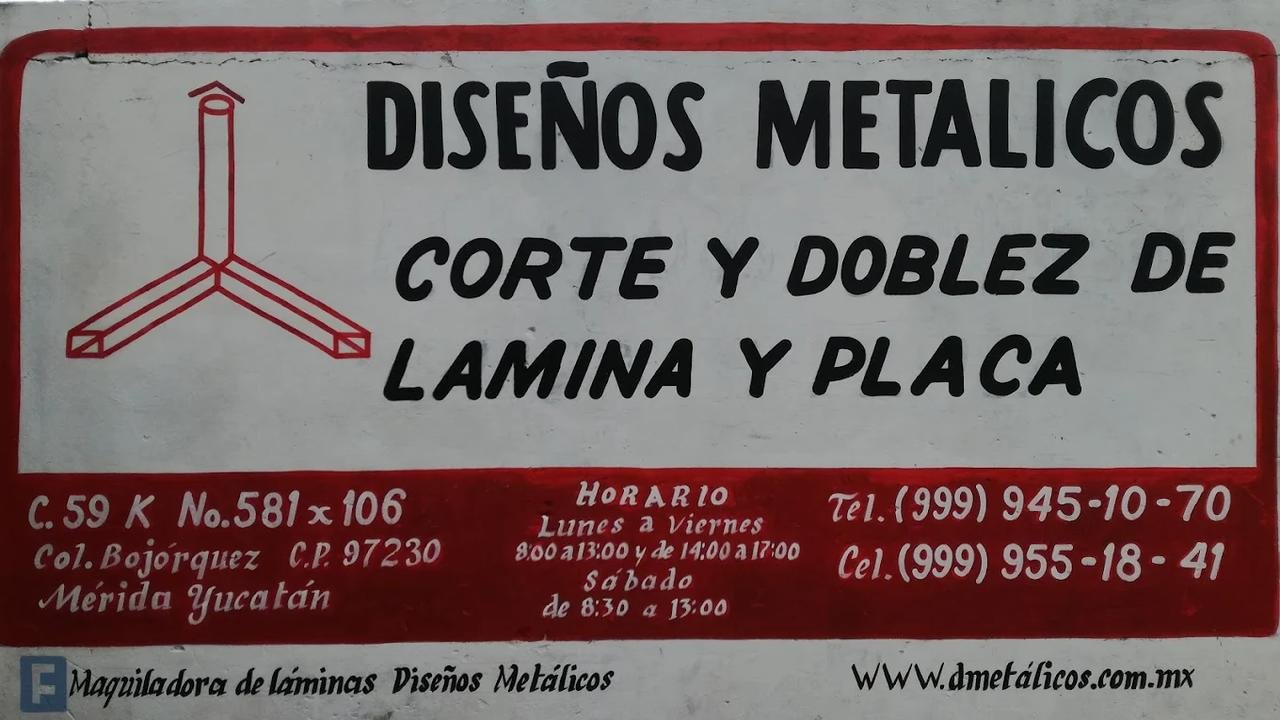 DISEÑOS METALICOS
CORTE Y DOBLEZ DE
LAMINA Y PLACA
C. 59 K No. 581 x 106
Col. Bojórquez C.P. 97230
Mérida Yucatán
HORARIO
Lunes a Viernes
8:00 a 13:00 y de 14:00 a 17:00
Sábado
de 8:30 a 13:00
Tel. (999) 945-10-70
Cel. (999) 955-18-41
F Maquiladora de láminas Diseños Metálicos
WWW.dmetálicos.com.mx